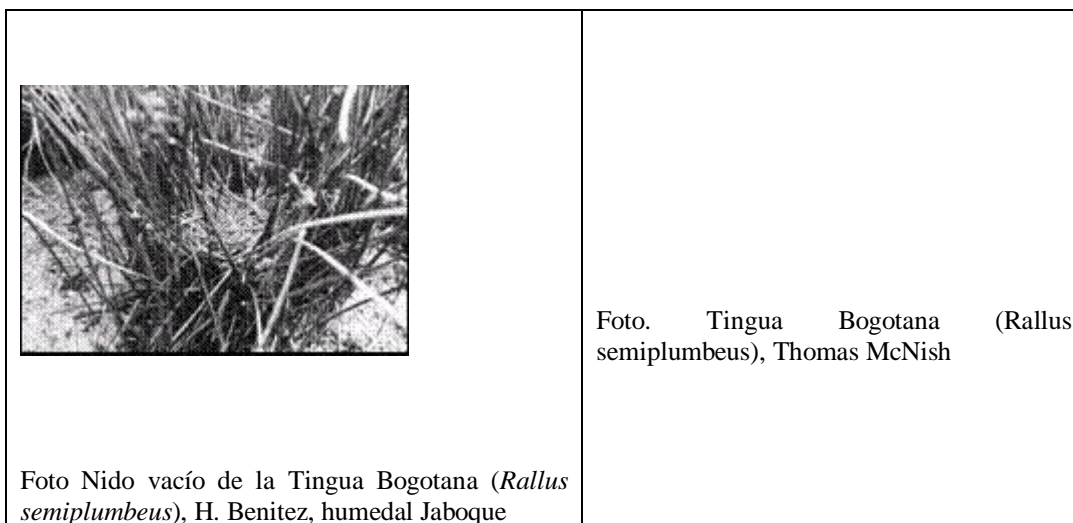 Foto Nido vacío de la Tingua Bogotana (Rallus
semiplumbeus), H. Benitez, humedal Jaboque
Foto. Tingua Bogotana (Rallus
semiplumbeus), Thomas McNish